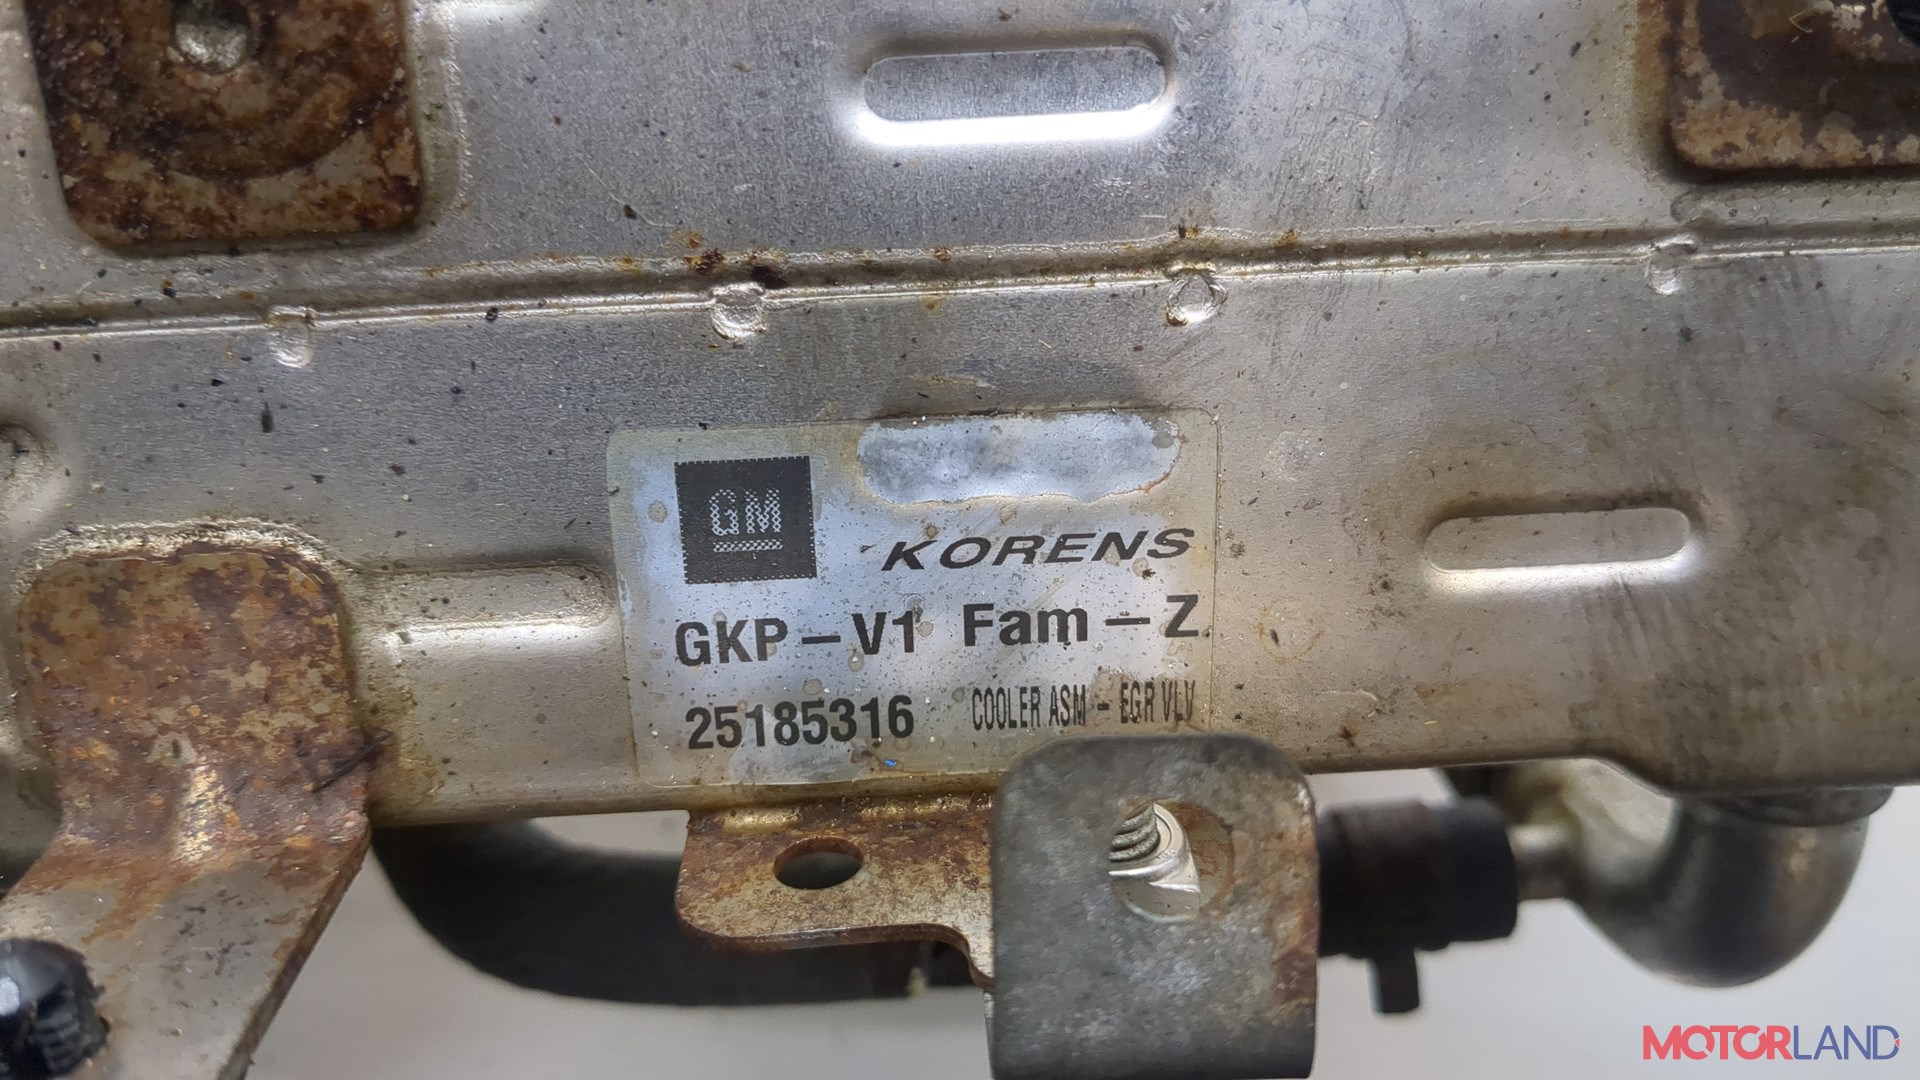 GM
KORENS
GKP-V1 Fam-Z
25185316 COOLER ASM - EGR VLV
MOTORLAND